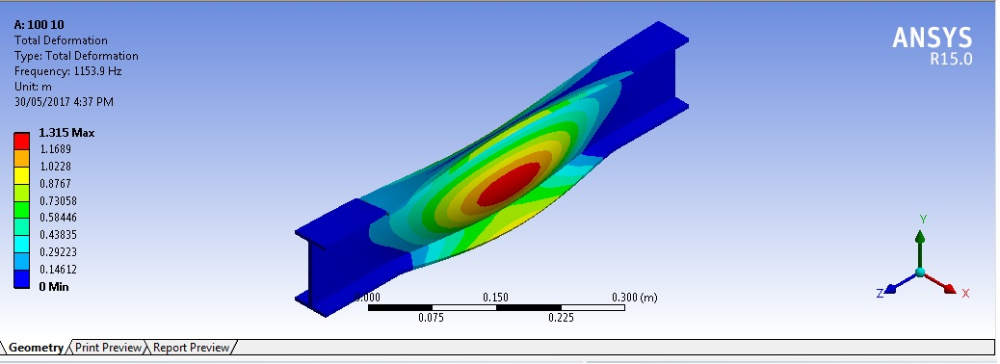 A: 100 10
Total Deformation
Type: Total Deformation
Frequency: 1153.9 Hz
Unit: m
30/05/2017 4:37 PM
ANSYS
R15.0
1.315 Max
1.1689
1.0228
0.8767
0.73058
0.58446
0.43835
0.29223
0.14612
0 Min
0.000 0.150 0.300 (m)
0.075 0.225
Y
Z X
Geometry Print Preview Report Preview